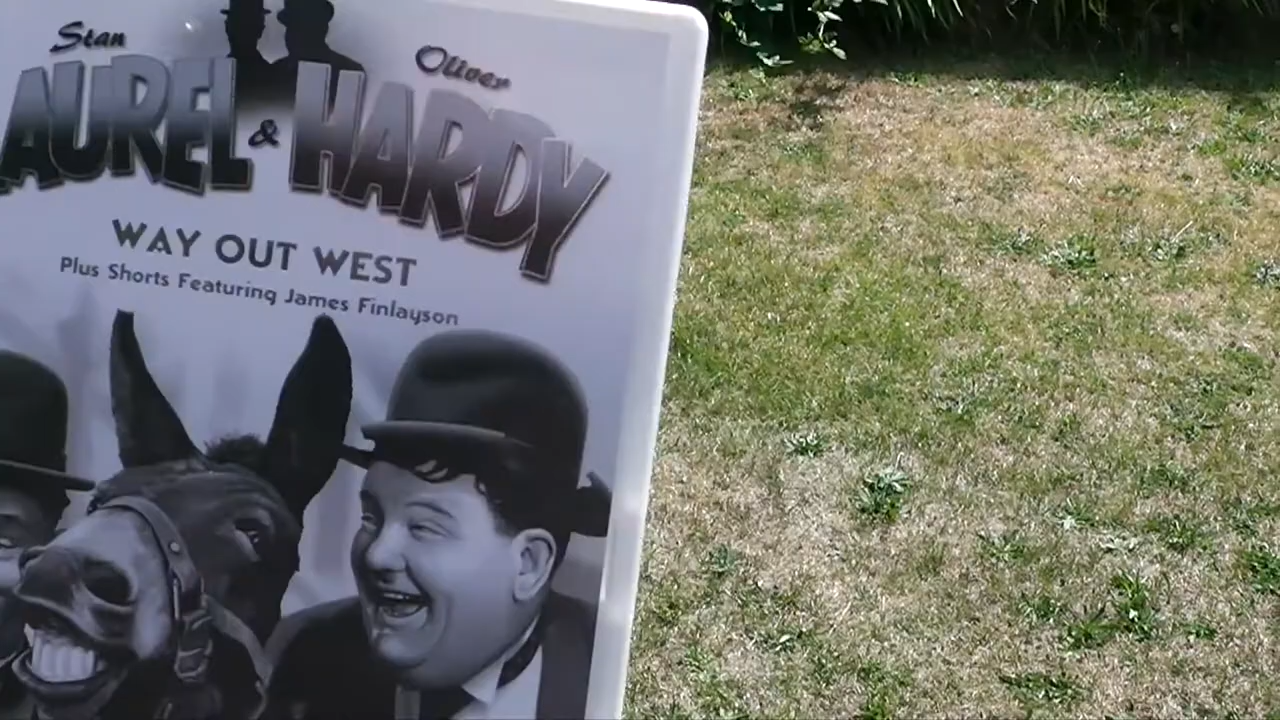 Stan
Oliver
AUREL & HARDY
WAY OUT WEST
Plus Shorts Featuring James Finlayson